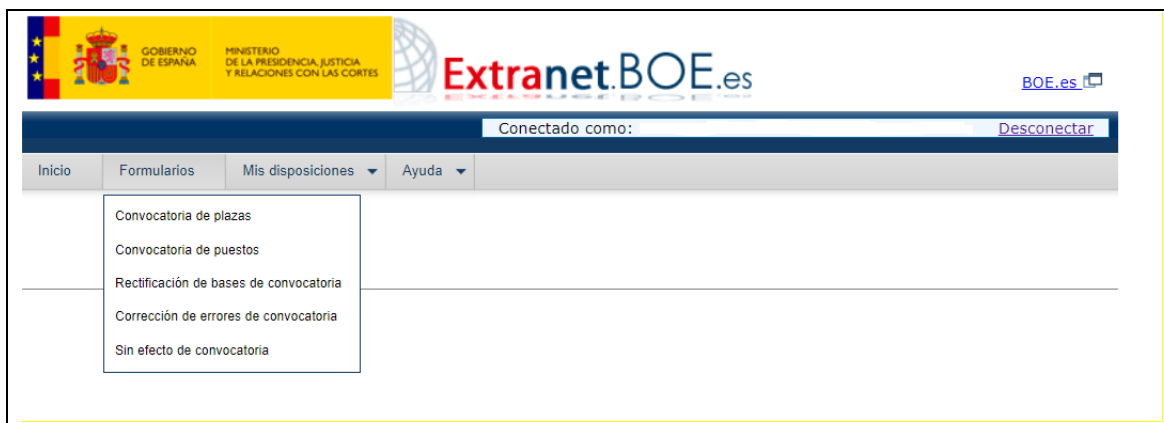 GOBIERNO
DE ESPAÑA
MINISTERIO
DE LA PRESIDENCIA, JUSTICIA
Y RELACIONES CON LAS CORTES
Extranet.BOE.es
BOE.es
Conectado como:
Desconectar
Inicio Formularios Mis disposiciones Ayuda
Convocatoria de plazas
Convocatoria de puestos
Rectificación de bases de convocatoria
Corrección de errores de convocatoria
Sin efecto de convocatoria